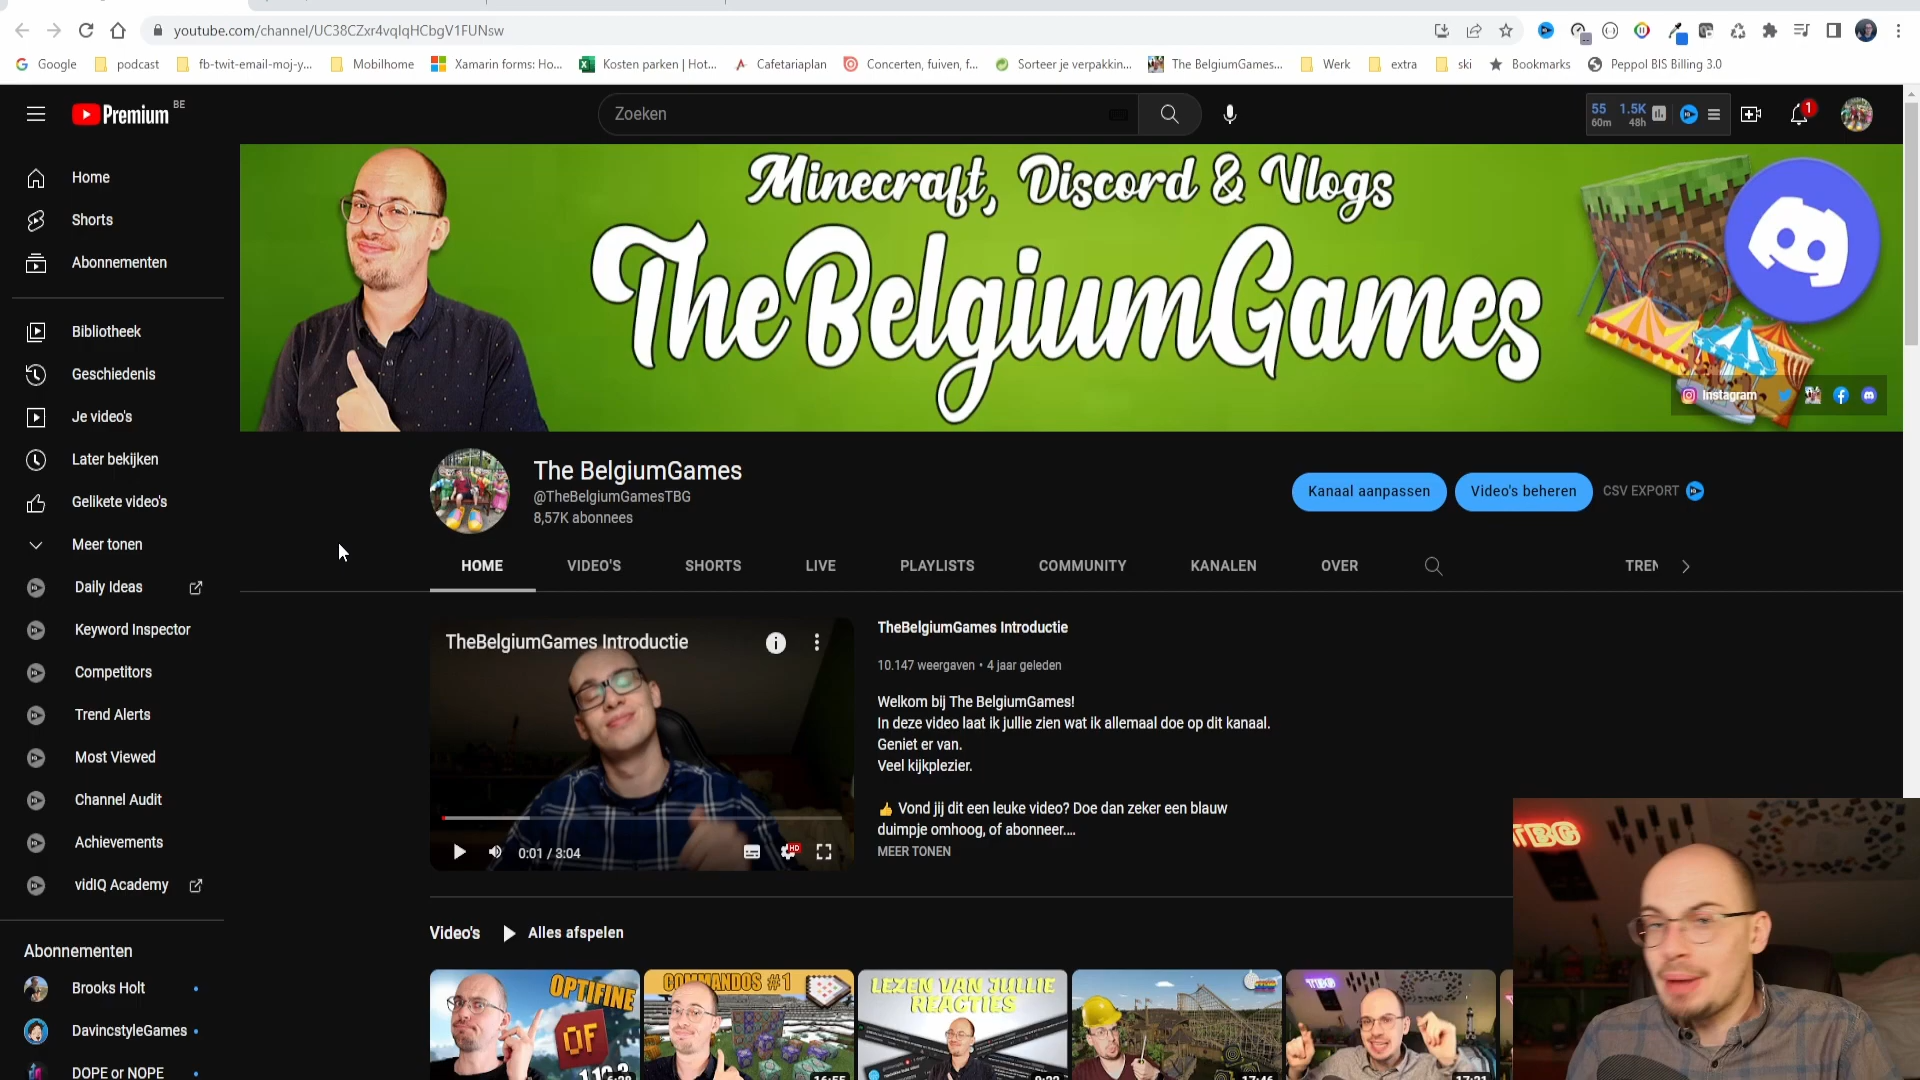 youtube.com/channel/UC38CZxr4vqIqHCbgV1FUNsw
Google
podcast
fb-twit-email-moj-y...
Mobilhome
Xamarin forms: Ho...
Kosten parken | Hot...
Cafetariaplan
Concerten, fuiven, f...
Sorteer je verpakkin...
The BelgiumGames...
Werk
extra
ski
Bookmarks
Peppol BIS Billing 3.0
Premium BE
Zoeken
55 1.5K
60m 48h
1
Home
Shorts
Abonnementen
Bibliotheek
Geschiedenis
Je video's
Later bekijken
Gelikete video's
Meer tonen
Daily Ideas
Keyword Inspector
Competitors
Trend Alerts
Most Viewed
Channel Audit
Achievements
vidIQ Academy
Abonnementen
Brooks Holt
DavincstyleGames
DOPE or NOPE
Minecraft, Discord & Vlogs
TheBelgiumGames
Instagram
The BelgiumGames
@TheBelgiumGamesTBG
8,57K abonnees
Kanaal aanpassen
Video's beheren
CSV EXPORT
HOME
VIDEO'S
SHORTS
LIVE
PLAYLISTS
COMMUNITY
KANALEN
OVER
TREN
TheBelgiumGames Introductie
HD
0:01 / 3:04
TheBelgiumGames Introductie
10.147 weergaven • 4 jaar geleden
Welkom bij The BelgiumGames!
In deze video laat ik jullie zien wat ik allemaal doe op dit kanaal.
Geniet er van.
Veel kijkplezier.
👍 Vond jij dit een leuke video? Doe dan zeker een blauw
duimpje omhoog, of abonneer....
MEER TONEN
Video's
Alles afspelen
OPTIFINE
OF
COMMANDOS #1
LEZEN VAN JULLIE
REACTIES
TBG
TBG